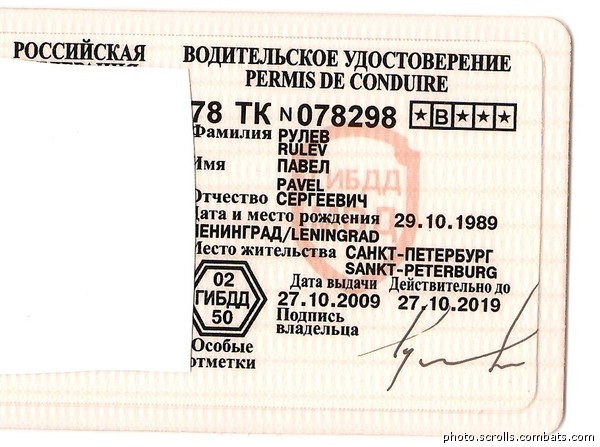 РОССИЙСКАЯ
ВОДИТЕЛЬСКОЕ УДОСТОВЕРЕНИЕ
PERMIS DE CONDUIRE
78 ТК N 078298 ★ B ★ ★ ★
Фамилия РУЛЕВ
RULEV
Имя ПАВЕЛ
PAVEL
Отчество СЕРГЕЕВИЧ
Дата и место рождения 29.10.1989
ЛЕНИНГРАД/LENINGRAD
Место жительства САНКТ-ПЕТЕРБУРГ
SANKT-PETERBURG
Дата выдачи Действительно до
27.10.2009 27.10.2019
02
ГИБДД
50
Подпись
владельца
Особые
отметки
ГИБДД
МВД
photo.scrolls.combats.com